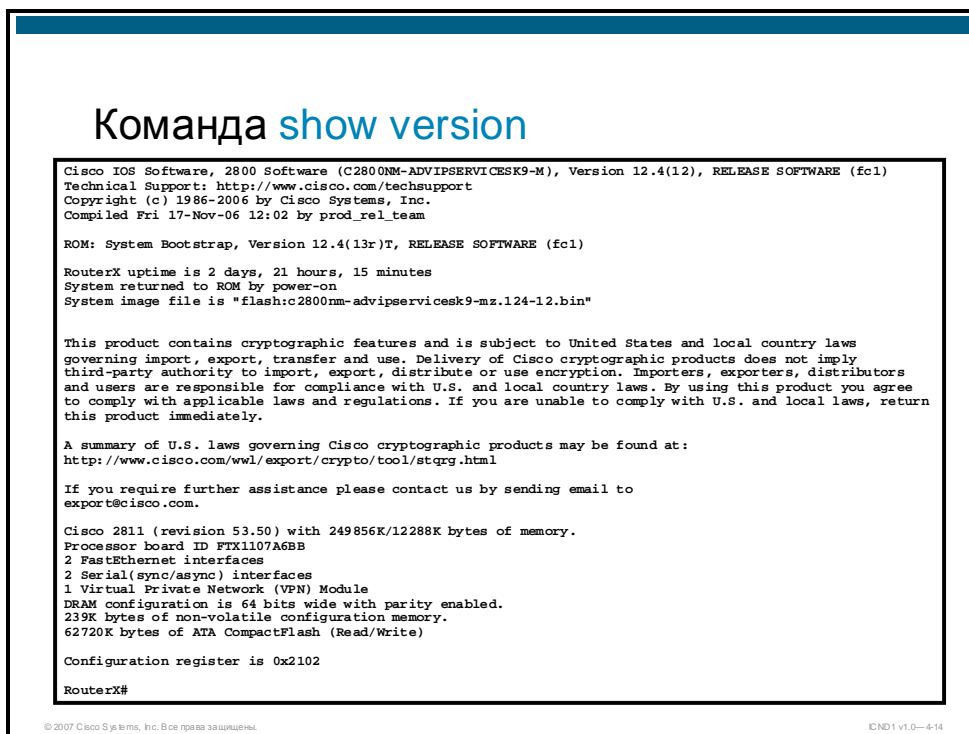 Команда show version
Cisco IOS Software, 2800 Software (C2800NM-ADVIPSERVICESK9-M), Version 12.4(12), RELEASE SOFTWARE (fc1)
Technical Support: http://www.cisco.com/techsupport
Copyright (c) 1986-2006 by Cisco Systems, Inc.
Compiled Fri 17-Nov-06 12:02 by prod_rel_team
ROM: System Bootstrap, Version 12.4(13r)T, RELEASE SOFTWARE (fc1)
RouterX uptime is 2 days, 21 hours, 15 minutes
System returned to ROM by power-on
System image file is "flash:c2800nm-advipservicesk9-mz.124-12.bin"
This product contains cryptographic features and is subject to United States and local country laws
governing import, export, transfer and use. Delivery of Cisco cryptographic products does not imply
third-party authority to import, export, distribute or use encryption. Importers, exporters, distributors
and users are responsible for compliance with U.S. and local country laws. By using this product you agree
to comply with applicable laws and regulations. If you are unable to comply with U.S. and local laws, return
this product immediately.
A summary of U.S. laws governing Cisco cryptographic products may be found at:
http://www.cisco.com/wwl/export/crypto/tool/stqrg.html
If you require further assistance please contact us by sending email to
export@cisco.com.
Cisco 2811 (revision 53.50) with 249856K/12288K bytes of memory.
Processor board ID FTX1107A6BB
2 FastEthernet interfaces
2 Serial(sync/async) interfaces
1 Virtual Private Network (VPN) Module
DRAM configuration is 64 bits wide with parity enabled.
239K bytes of non-volatile configuration memory.
62720K bytes of ATA CompactFlash (Read/Write)
Configuration register is 0x2102
RouterX#
© 2007 Cisco Systems, Inc. Все права защищены.
ICND1 v1.0—4-14